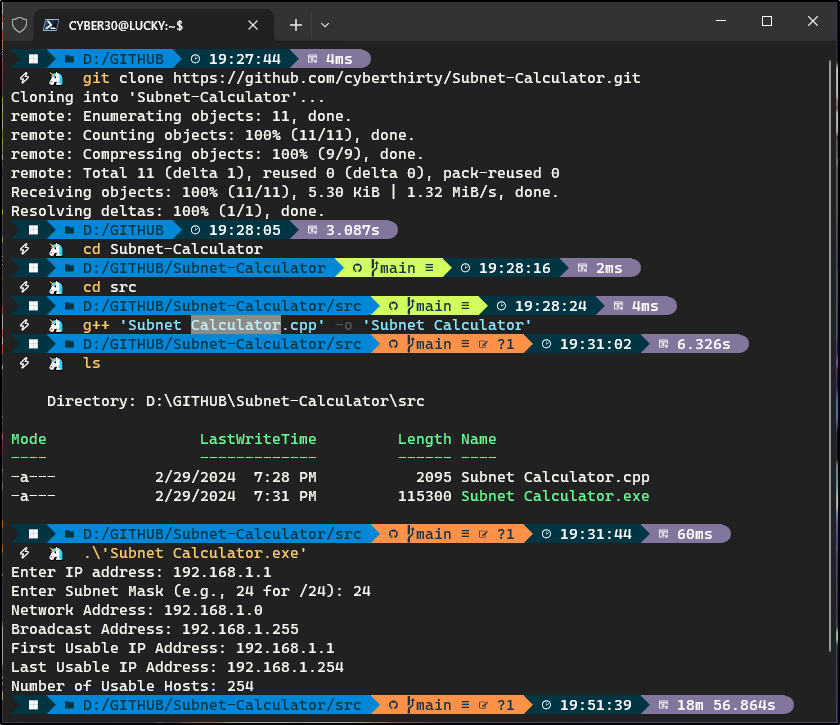 CYBER30@LUCKY:~$
D:/GITHUB 19:27:44 4ms
git clone https://github.com/cyberthirty/Subnet-Calculator.git
Cloning into 'Subnet-Calculator'...
remote: Enumerating objects: 11, done.
remote: Counting objects: 100% (11/11), done.
remote: Compressing objects: 100% (9/9), done.
remote: Total 11 (delta 1), reused 0 (delta 0), pack-reused 0
Receiving objects: 100% (11/11), 5.30 KiB | 1.32 MiB/s, done.
Resolving deltas: 100% (1/1), done.
D:/GITHUB 19:28:05 3.087s
cd Subnet-Calculator
D:/GITHUB/Subnet-Calculator main ≡ 19:28:16 2ms
cd src
D:/GITHUB/Subnet-Calculator/src main ≡ 19:28:24 4ms
g++ 'Subnet Calculator.cpp' -o 'Subnet Calculator'
D:/GITHUB/Subnet-Calculator/src main ≡ ?1 19:31:02 6.326s
ls
Directory: D:\GITHUB\Subnet-Calculator\src
Mode LastWriteTime Length Name
---- ------------- ------ ----
-a--- 2/29/2024 7:28 PM 2095 Subnet Calculator.cpp
-a--- 2/29/2024 7:31 PM 115300 Subnet Calculator.exe
D:/GITHUB/Subnet-Calculator/src main ≡ ?1 19:31:44 60ms
.\'Subnet Calculator.exe'
Enter IP address: 192.168.1.1
Enter Subnet Mask (e.g., 24 for /24): 24
Network Address: 192.168.1.0
Broadcast Address: 192.168.1.255
First Usable IP Address: 192.168.1.1
Last Usable IP Address: 192.168.1.254
Number of Usable Hosts: 254
D:/GITHUB/Subnet-Calculator/src main ≡ ?1 19:51:39 18m 56.864s